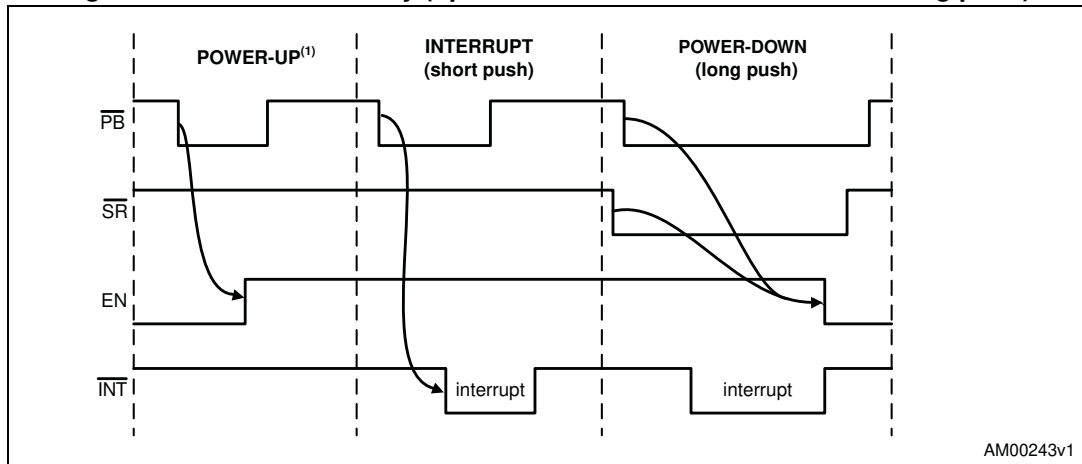 POWER-UP(1)
INTERRUPT
(short push)
POWER-DOWN
(long push)
PB
SR
EN
INT
interrupt
interrupt
AM00243v1